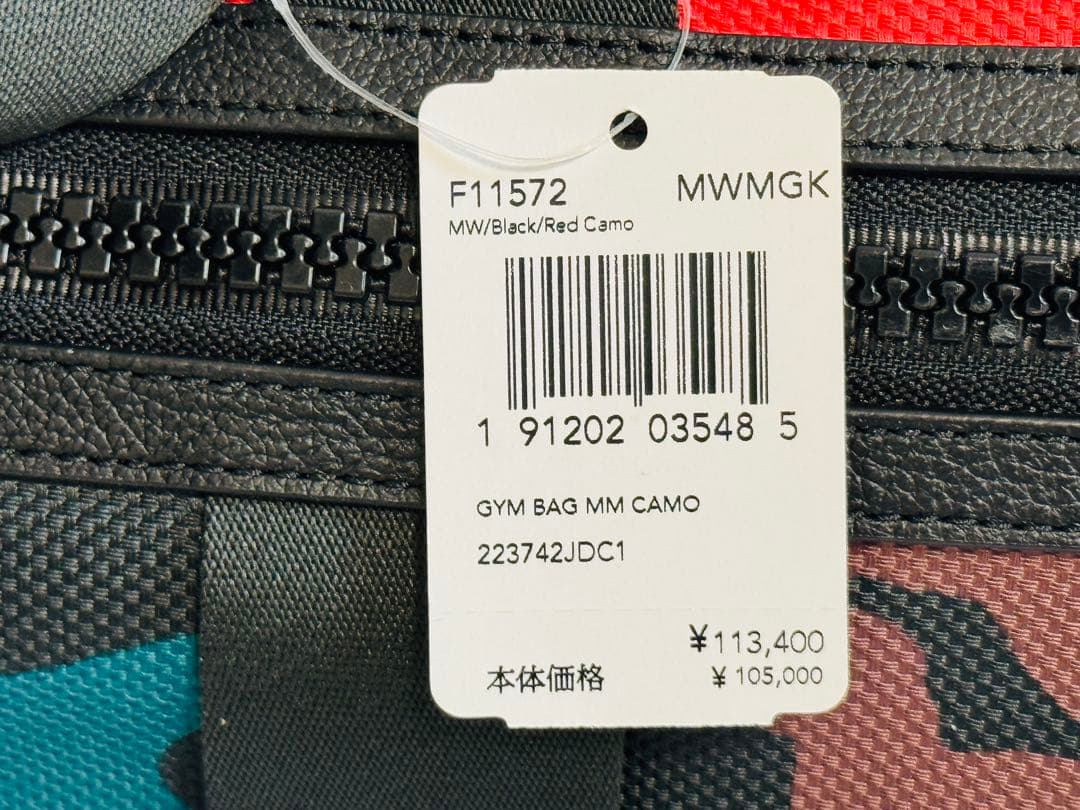 F11572 MWMGK
MW/Black/Red Camo
1 91202 03548 5
GYM BAG MM CAMO
223742JDC1
¥113,400
本体価格 ¥ 105,000